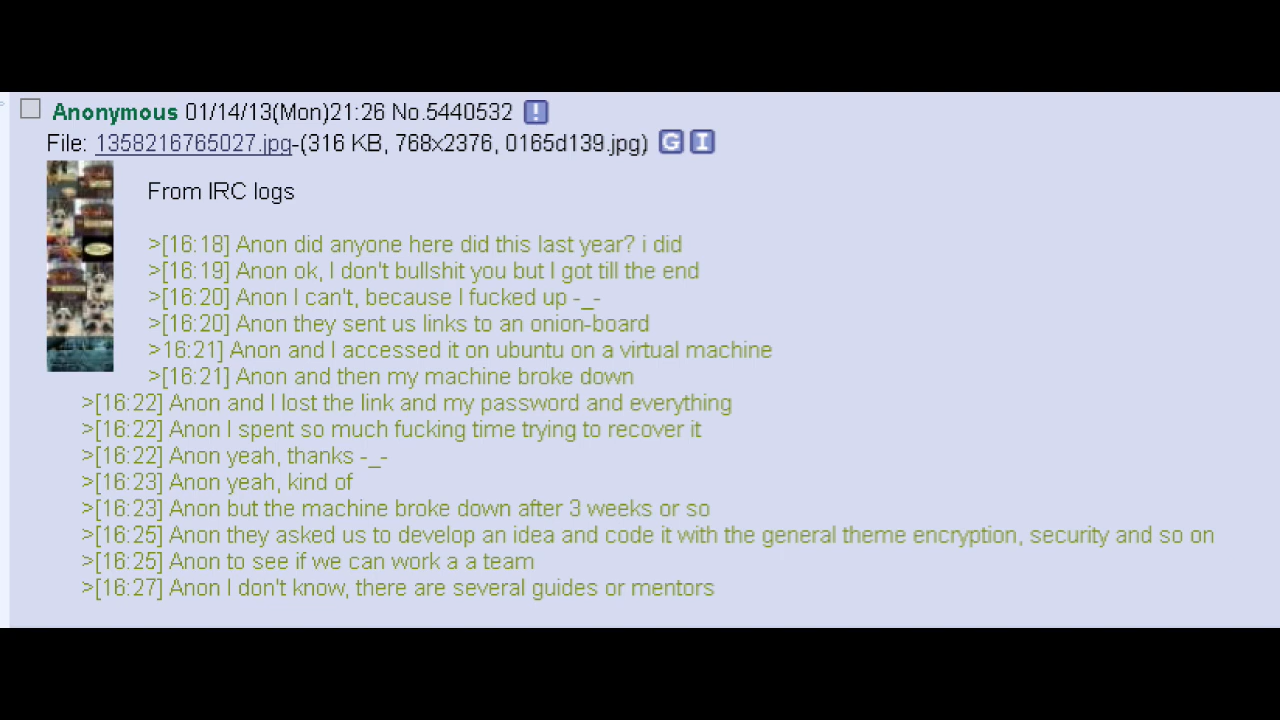 Anonymous 01/14/13(Mon)21:26 No.5440532 !
File: 1358216765027.jpg-(316 KB, 768x2376, 0165d139.jpg) G I
From IRC logs
>[16:18] Anon did anyone here did this last year? i did
>[16:19] Anon ok, I don't bullshit you but I got till the end
>[16:20] Anon I can't, because I fucked up -_-
>[16:20] Anon they sent us links to an onion-board
>16:21] Anon and I accessed it on ubuntu on a virtual machine
>[16:21] Anon and then my machine broke down
>[16:22] Anon and I lost the link and my password and everything
>[16:22] Anon I spent so much fucking time trying to recover it
>[16:22] Anon yeah, thanks -_-
>[16:23] Anon yeah, kind of
>[16:23] Anon but the machine broke down after 3 weeks or so
>[16:25] Anon they asked us to develop an idea and code it with the general theme encryption, security and so on
>[16:25] Anon to see if we can work a a team
>[16:27] Anon I don't know, there are several guides or mentors